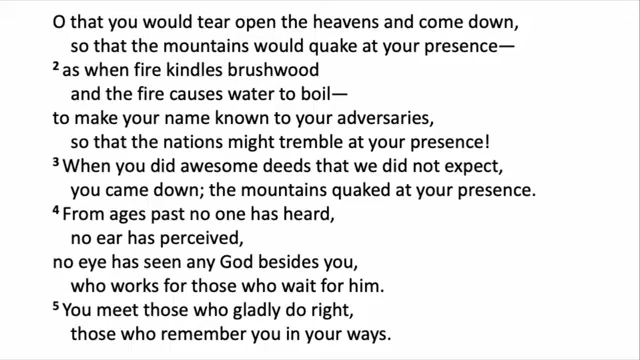 O that you would tear open the heavens and come down,
so that the mountains would quake at your presence—
2 as when fire kindles brushwood
and the fire causes water to boil—
to make your name known to your adversaries,
so that the nations might tremble at your presence!
3 When you did awesome deeds that we did not expect,
you came down; the mountains quaked at your presence.
4 From ages past no one has heard,
no ear has perceived,
no eye has seen any God besides you,
who works for those who wait for him.
5 You meet those who gladly do right,
those who remember you in your ways.